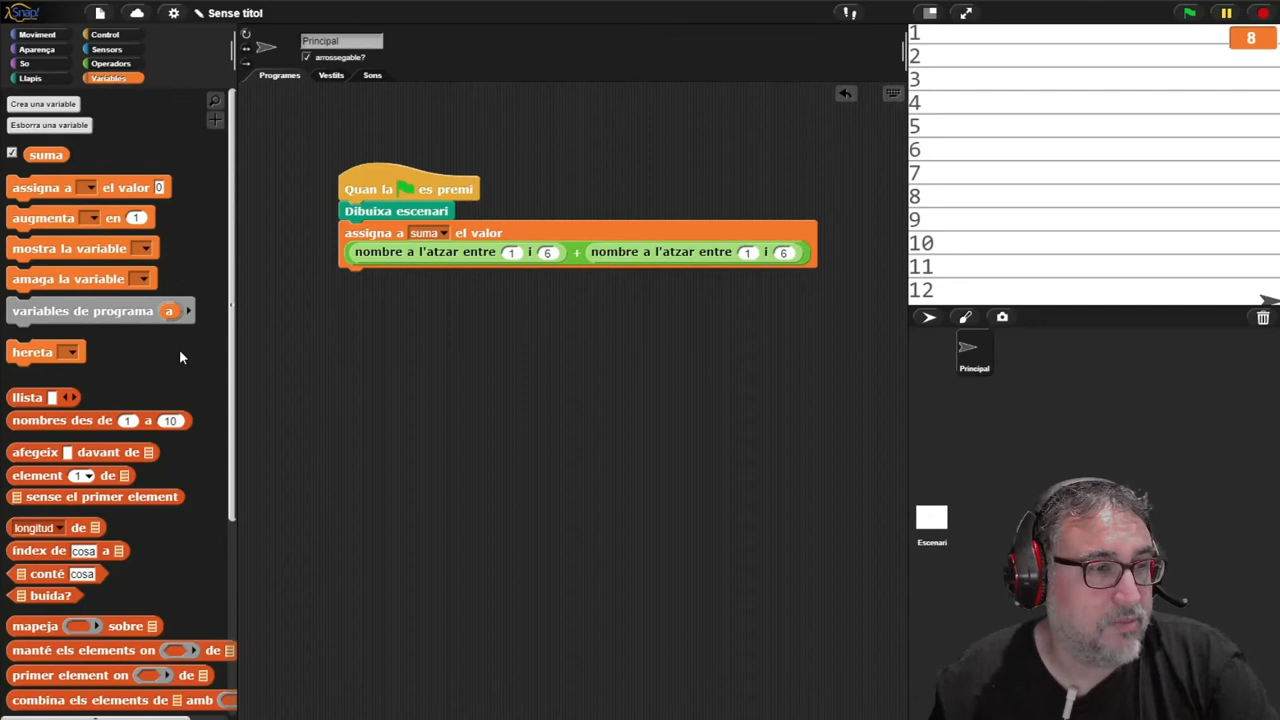 Snap!
Sense títol
Moviment
Control
Aparença
Sensors
So
Operadors
Llapis
Variables
Crea una variable
Esborra una variable
suma
assigna a el valor 0
augmenta en 1
mostra la variable
amaga la variable
variables de programa a
hereta
llista
nombres des de 1 a 10
afegeix davant de
element 1 de
sense el primer element
longitud de
índex de cosa a
conté cosa
buida?
mapeja sobre
manté els elements on de
primer element on de
combina els elements de amb
Principal
arrossegable?
Programes
Vestits
Sons
Quan la es premi
Dibuixa escenari
assigna a suma el valor
nombre a l'atzar entre 1 i 6 + nombre a l'atzar entre 1 i 6
1
2
3
4
5
6
7
8
9
10
11
12
8
Principal
Escenari